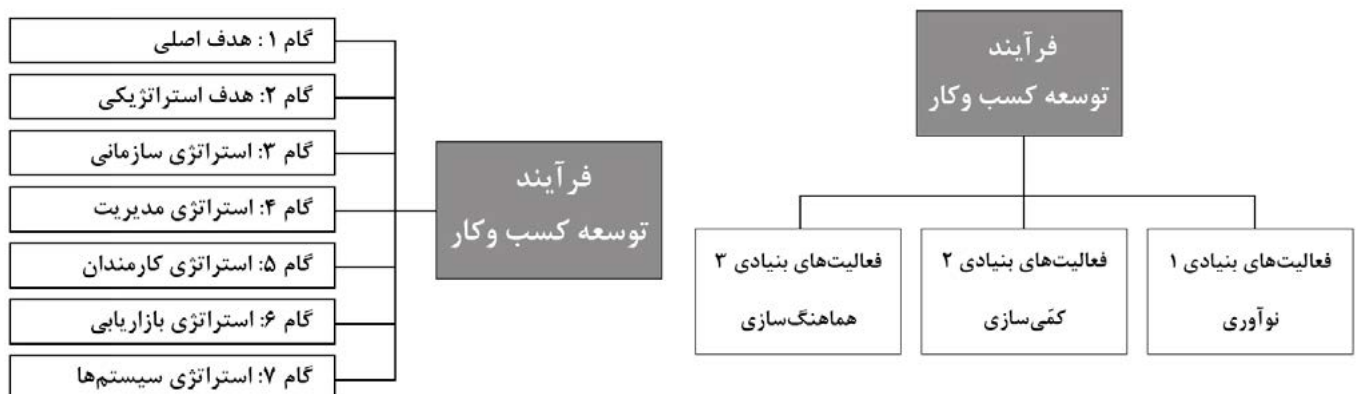 فرآیند
توسعه کسب وکار
فعالیت‌های بنیادی ۱
نوآوری
فعالیت‌های بنیادی ۲
کمّی‌سازی
فعالیت‌های بنیادی ۳
هماهنگ‌سازی
فرآیند
توسعه کسب وکار
گام ۱: هدف اصلی
گام ۲: هدف استراتژیکی
گام ۳: استراتژی سازمانی
گام ۴: استراتژی مدیریت
گام ۵: استراتژی کارمندان
گام ۶: استراتژی بازاریابی
گام ۷: استراتژی سیستم‌ها